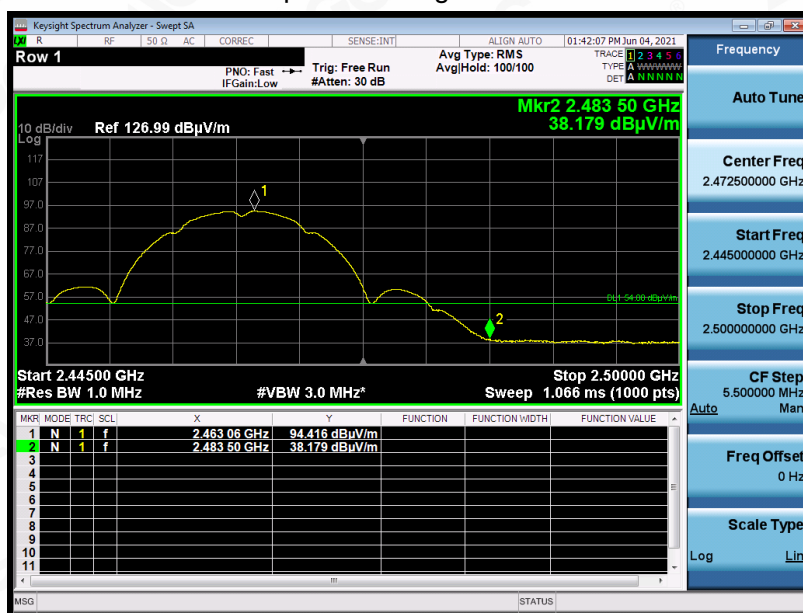 Keysight Spectrum Analyzer - Swept SA
LXI R RF 50 Ω AC CORREC SENSE:INT ALIGN AUTO 01:42:07 PM Jun 04, 2021
Row 1
PNO: Fast
IFGain:Low
Trig: Free Run
#Atten: 30 dB
Avg Type: RMS
Avg|Hold: 100/100
TRACE 1 2 3 4 5 6
TYPE A WWWWW
DET A N N N N N
Mkr2 2.483 50 GHz
38.179 dBµV/m
10 dB/div Ref 126.99 dBµV/m
Log
117
107
97.0
87.0
77.0
67.0
57.0
47.0
37.0
1
2
DL1 54.00 dBµV/m
Start 2.44500 GHz Stop 2.50000 GHz
#Res BW 1.0 MHz #VBW 3.0 MHz* Sweep 1.066 ms (1000 pts)
MKR MODE TRC SCL X Y FUNCTION FUNCTION WIDTH FUNCTION VALUE
1 N 1 f 2.463 06 GHz 94.416 dBµV/m
2 N 1 f 2.483 50 GHz 38.179 dBµV/m
3
4
5
6
7
8
9
10
11
MSG STATUS
Frequency
Auto Tune
Center Freq
2.472500000 GHz
Start Freq
2.445000000 GHz
Stop Freq
2.500000000 GHz
CF Step
5.500000 MHz
Auto Man
Freq Offset
0 Hz
Scale Type
Log Lin